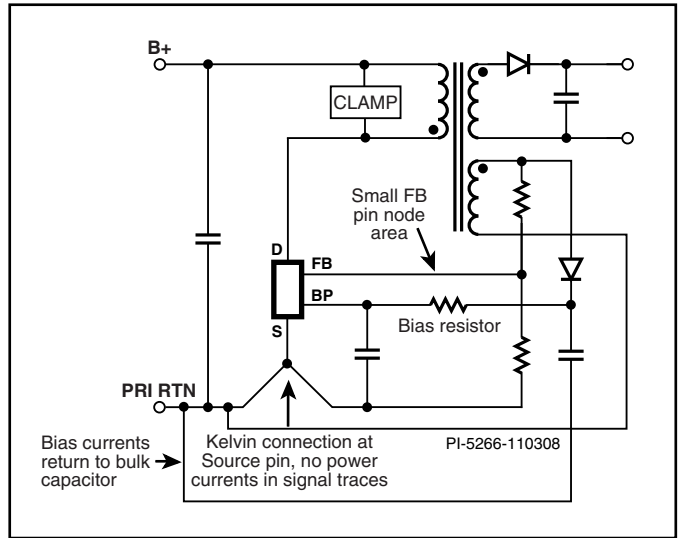 B+
CLAMP
Small FB
pin node
area
D
FB
BP
S
Bias resistor
PRI RTN
Bias currents
return to bulk
capacitor
Kelvin connection at
Source pin, no power
currents in signal traces
PI-5266-110308